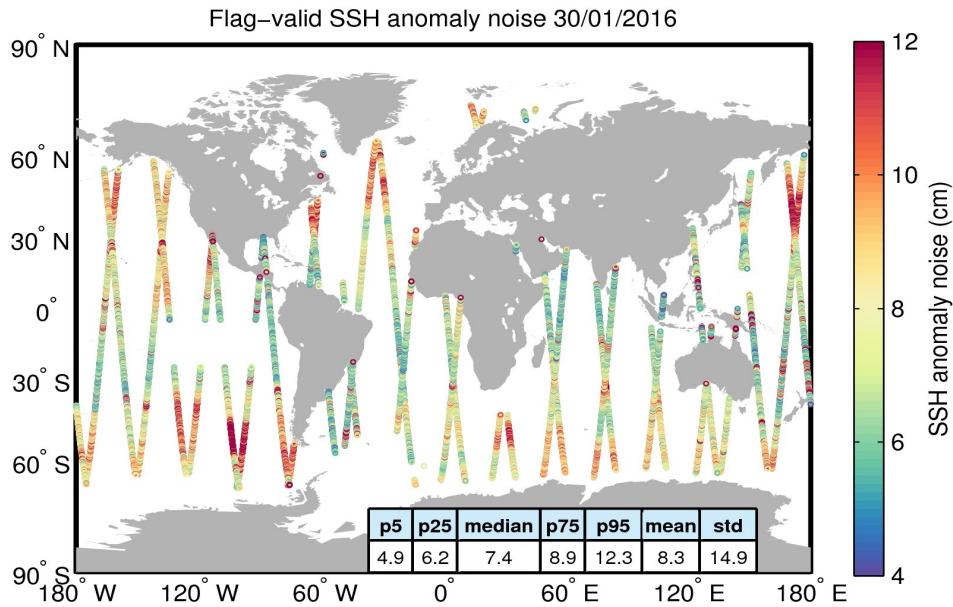 Flag−valid SSH anomaly noise 30/01/2016
90° N
60° N
30° N
0°
30° S
60° S
90° S
180° W 120° W 60° W 0° 60° E 120° E 180° E
p5 p25 median p75 p95 mean std
4.9 6.2 7.4 8.9 12.3 8.3 14.9
12
10
8
6
4
SSH anomaly noise (cm)